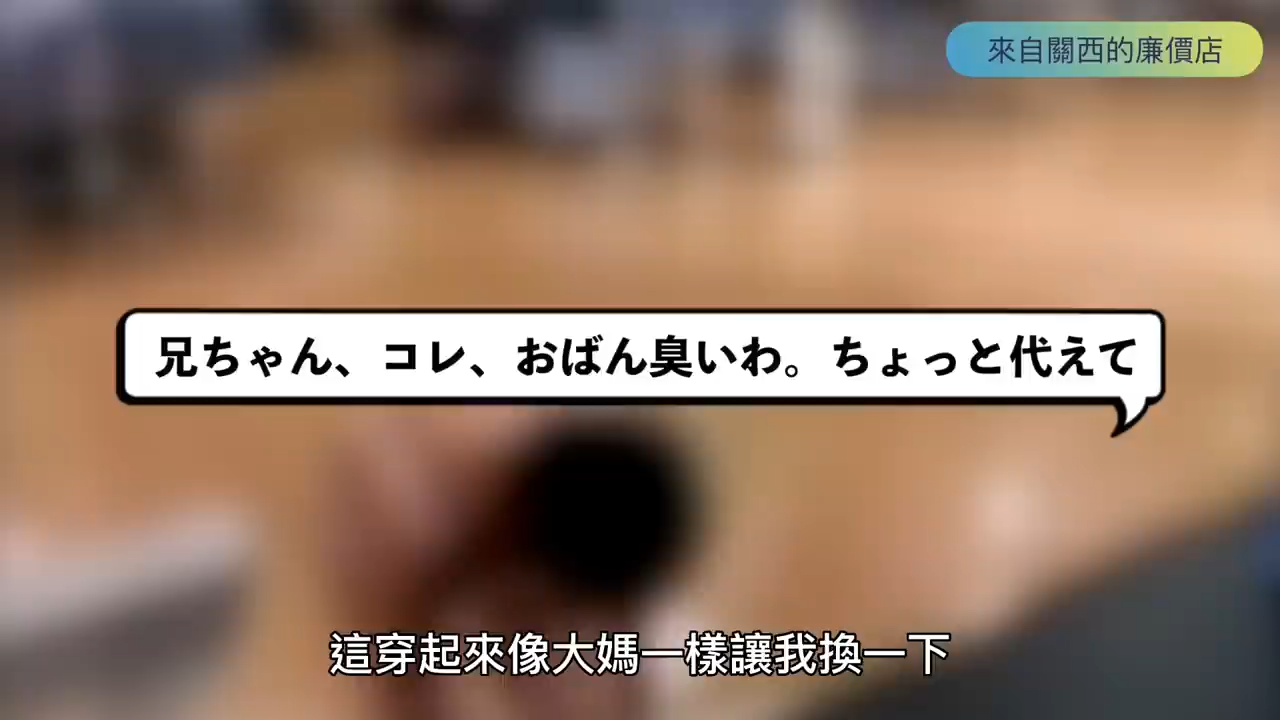 來自關西的廉價店
兄ちゃん、コレ、おばん臭いわ。ちょっと代えて
這穿起來像大媽一樣讓我換一下